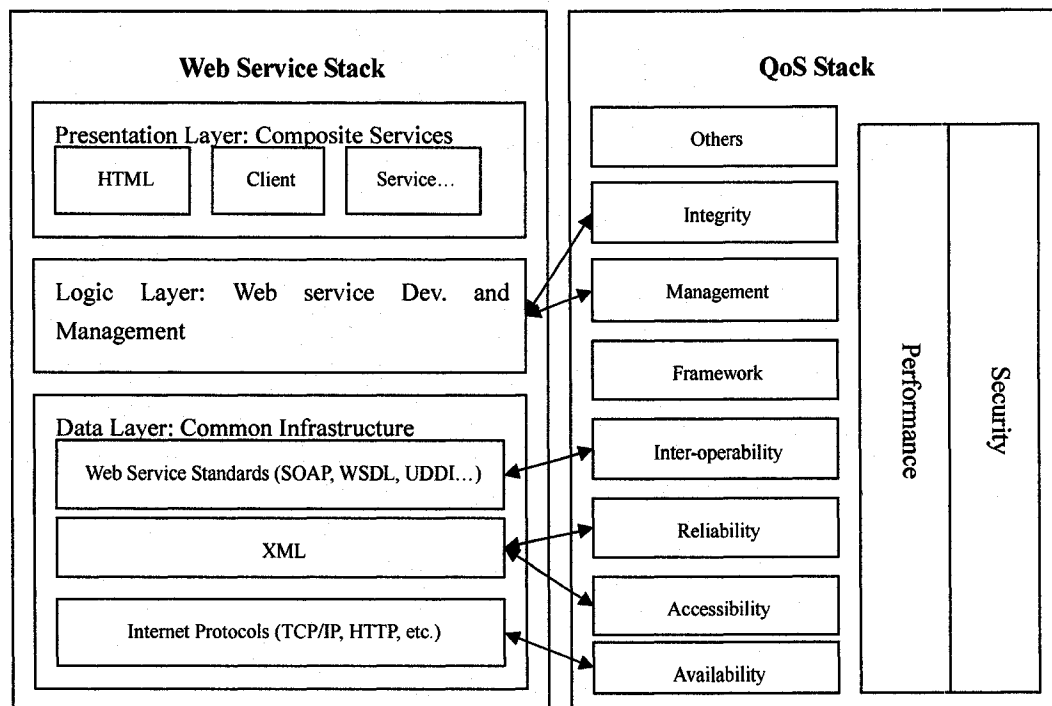 Web Service Stack
Presentation Layer: Composite Services
HTML
Client
Service…
Logic Layer: Web service Dev. and
Management
Data Layer: Common Infrastructure
Web Service Standards (SOAP, WSDL, UDDI…)
XML
Internet Protocols (TCP/IP, HTTP, etc.)
QoS Stack
Others
Integrity
Management
Framework
Inter-operability
Reliability
Accessibility
Availability
Performance
Security